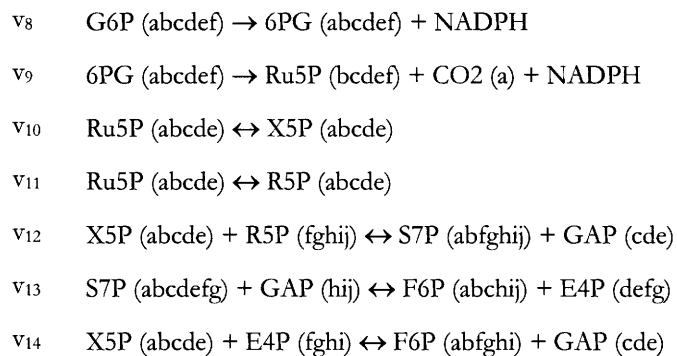 v8 G6P (abcdef) → 6PG (abcdef) + NADPH
v9 6PG (abcdef) → Ru5P (bcdef) + CO2 (a) + NADPH
v10 Ru5P (abcde) ↔ X5P (abcde)
v11 Ru5P (abcde) ↔ R5P (abcde)
v12 X5P (abcde) + R5P (fghij) ↔ S7P (abfghij) + GAP (cde)
v13 S7P (abcdefg) + GAP (hij) ↔ F6P (abchij) + E4P (defg)
v14 X5P (abcde) + E4P (fghi) ↔ F6P (abfghi) + GAP (cde)